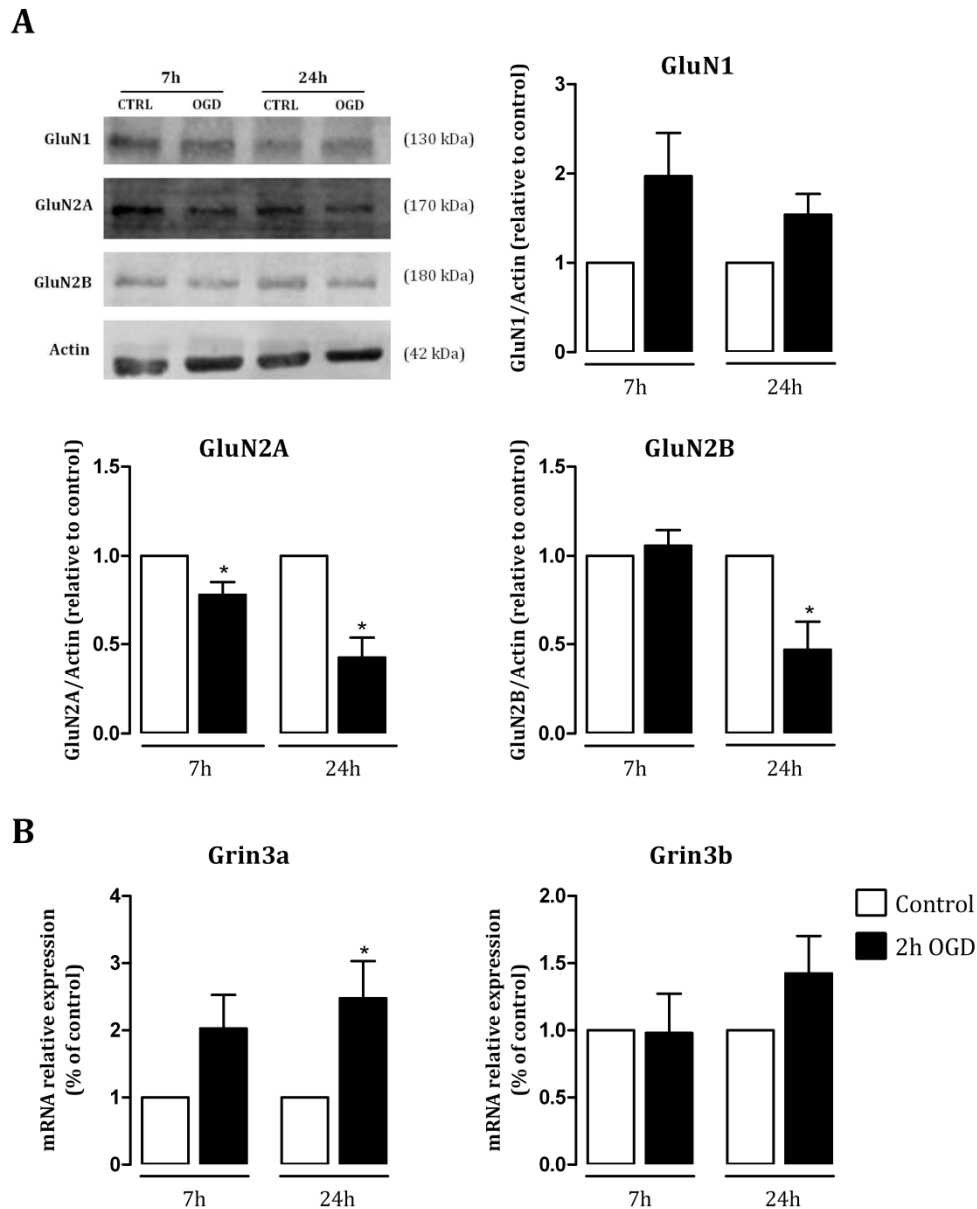 A
7h 24h
CTRL OGD CTRL OGD
GluN1 (130 kDa)
GluN2A (170 kDa)
GluN2B (180 kDa)
Actin (42 kDa)
GluN1
GluN1/Actin (relative to control)
3
2
1
0
7h 24h
GluN2A
GluN2A/Actin (relative to control)
1.5
1.0
0.5
0.0
* *
7h 24h
GluN2B
GluN2B/Actin (relative to control)
1.5
1.0
0.5
0.0
*
7h 24h
B
Grin3a
mRNA relative expression
(% of control)
4
3
2
1
0
*
7h 24h
Grin3b
mRNA relative expression
(% of control)
2.0
1.5
1.0
0.5
0.0
7h 24h
Control
2h OGD